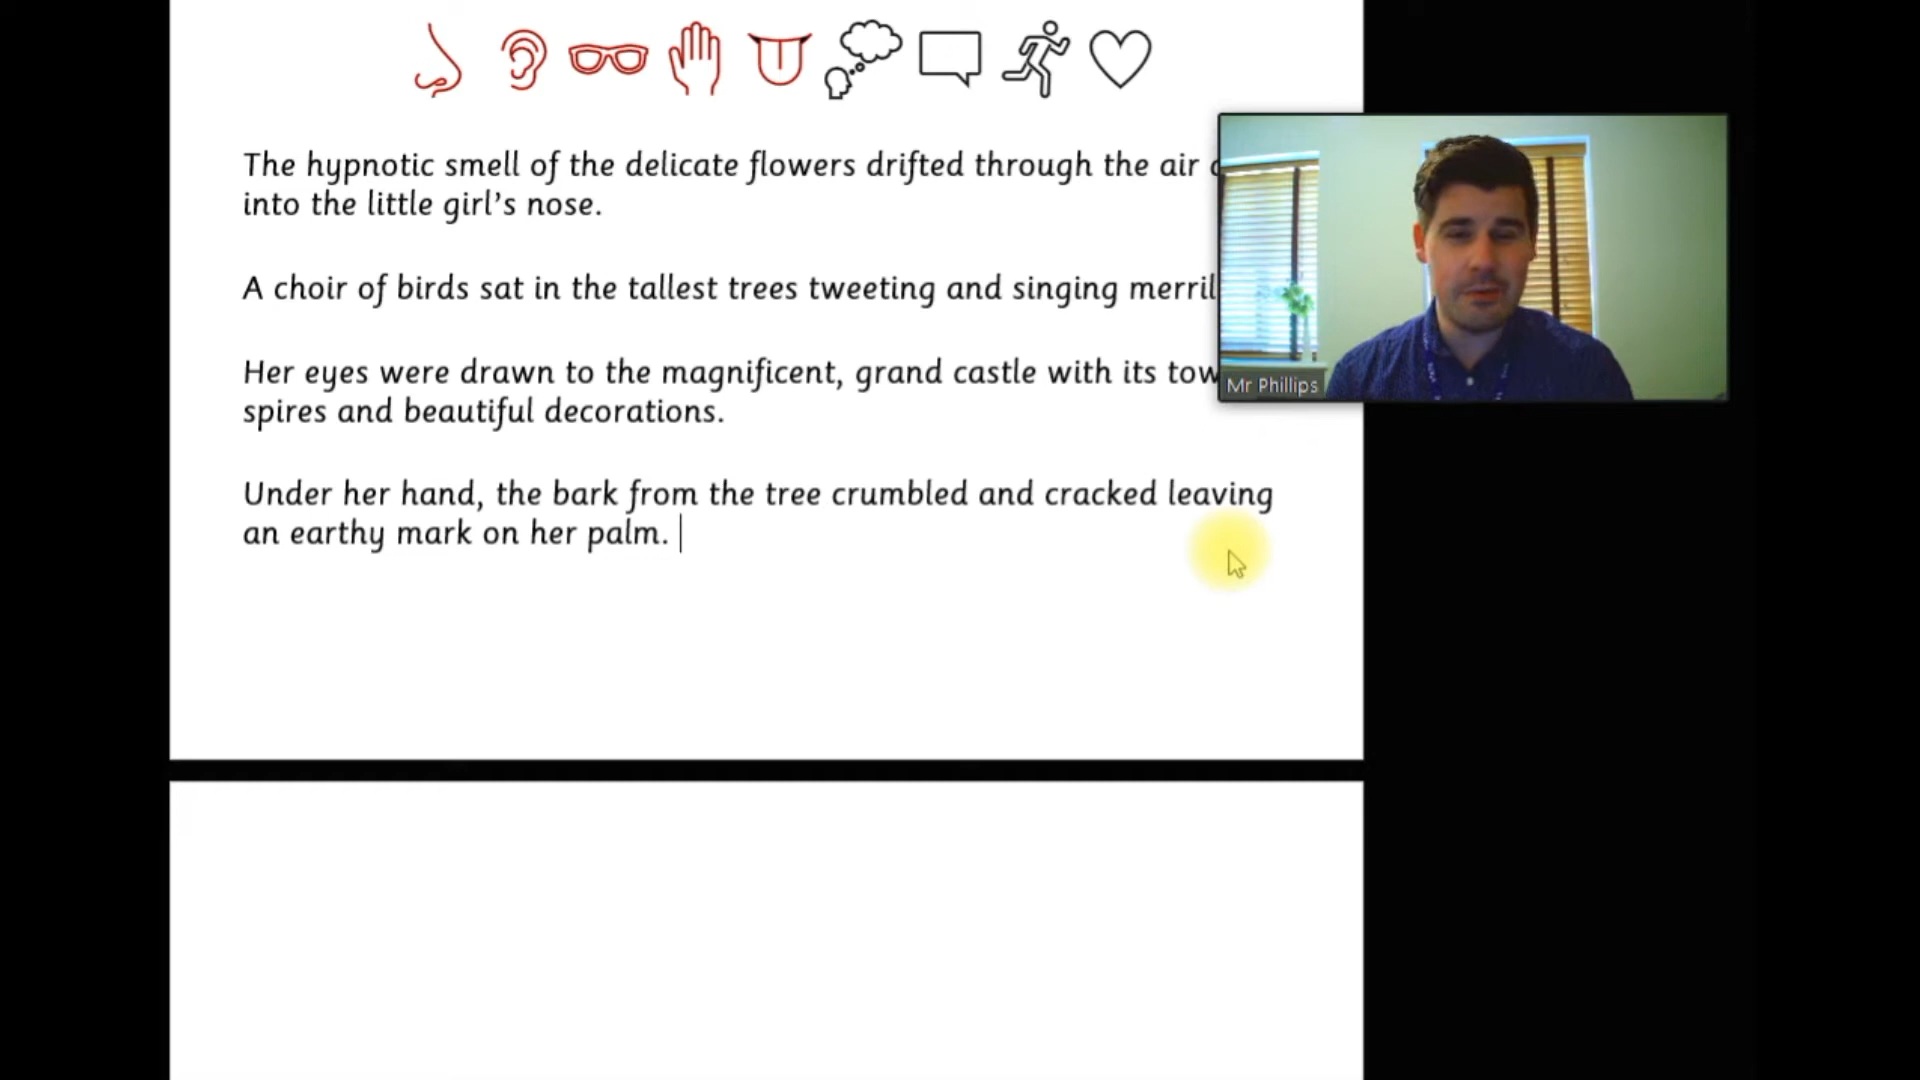 The hypnotic smell of the delicate flowers drifted through the air
into the little girl’s nose.
A choir of birds sat in the tallest trees tweeting and singing
Her eyes were drawn to the magnificent, grand castle with its
spires and beautiful decorations.
Mr Phillips
Under her hand, the bark from the tree crumbled and cracked leaving
an earthy mark on her palm.